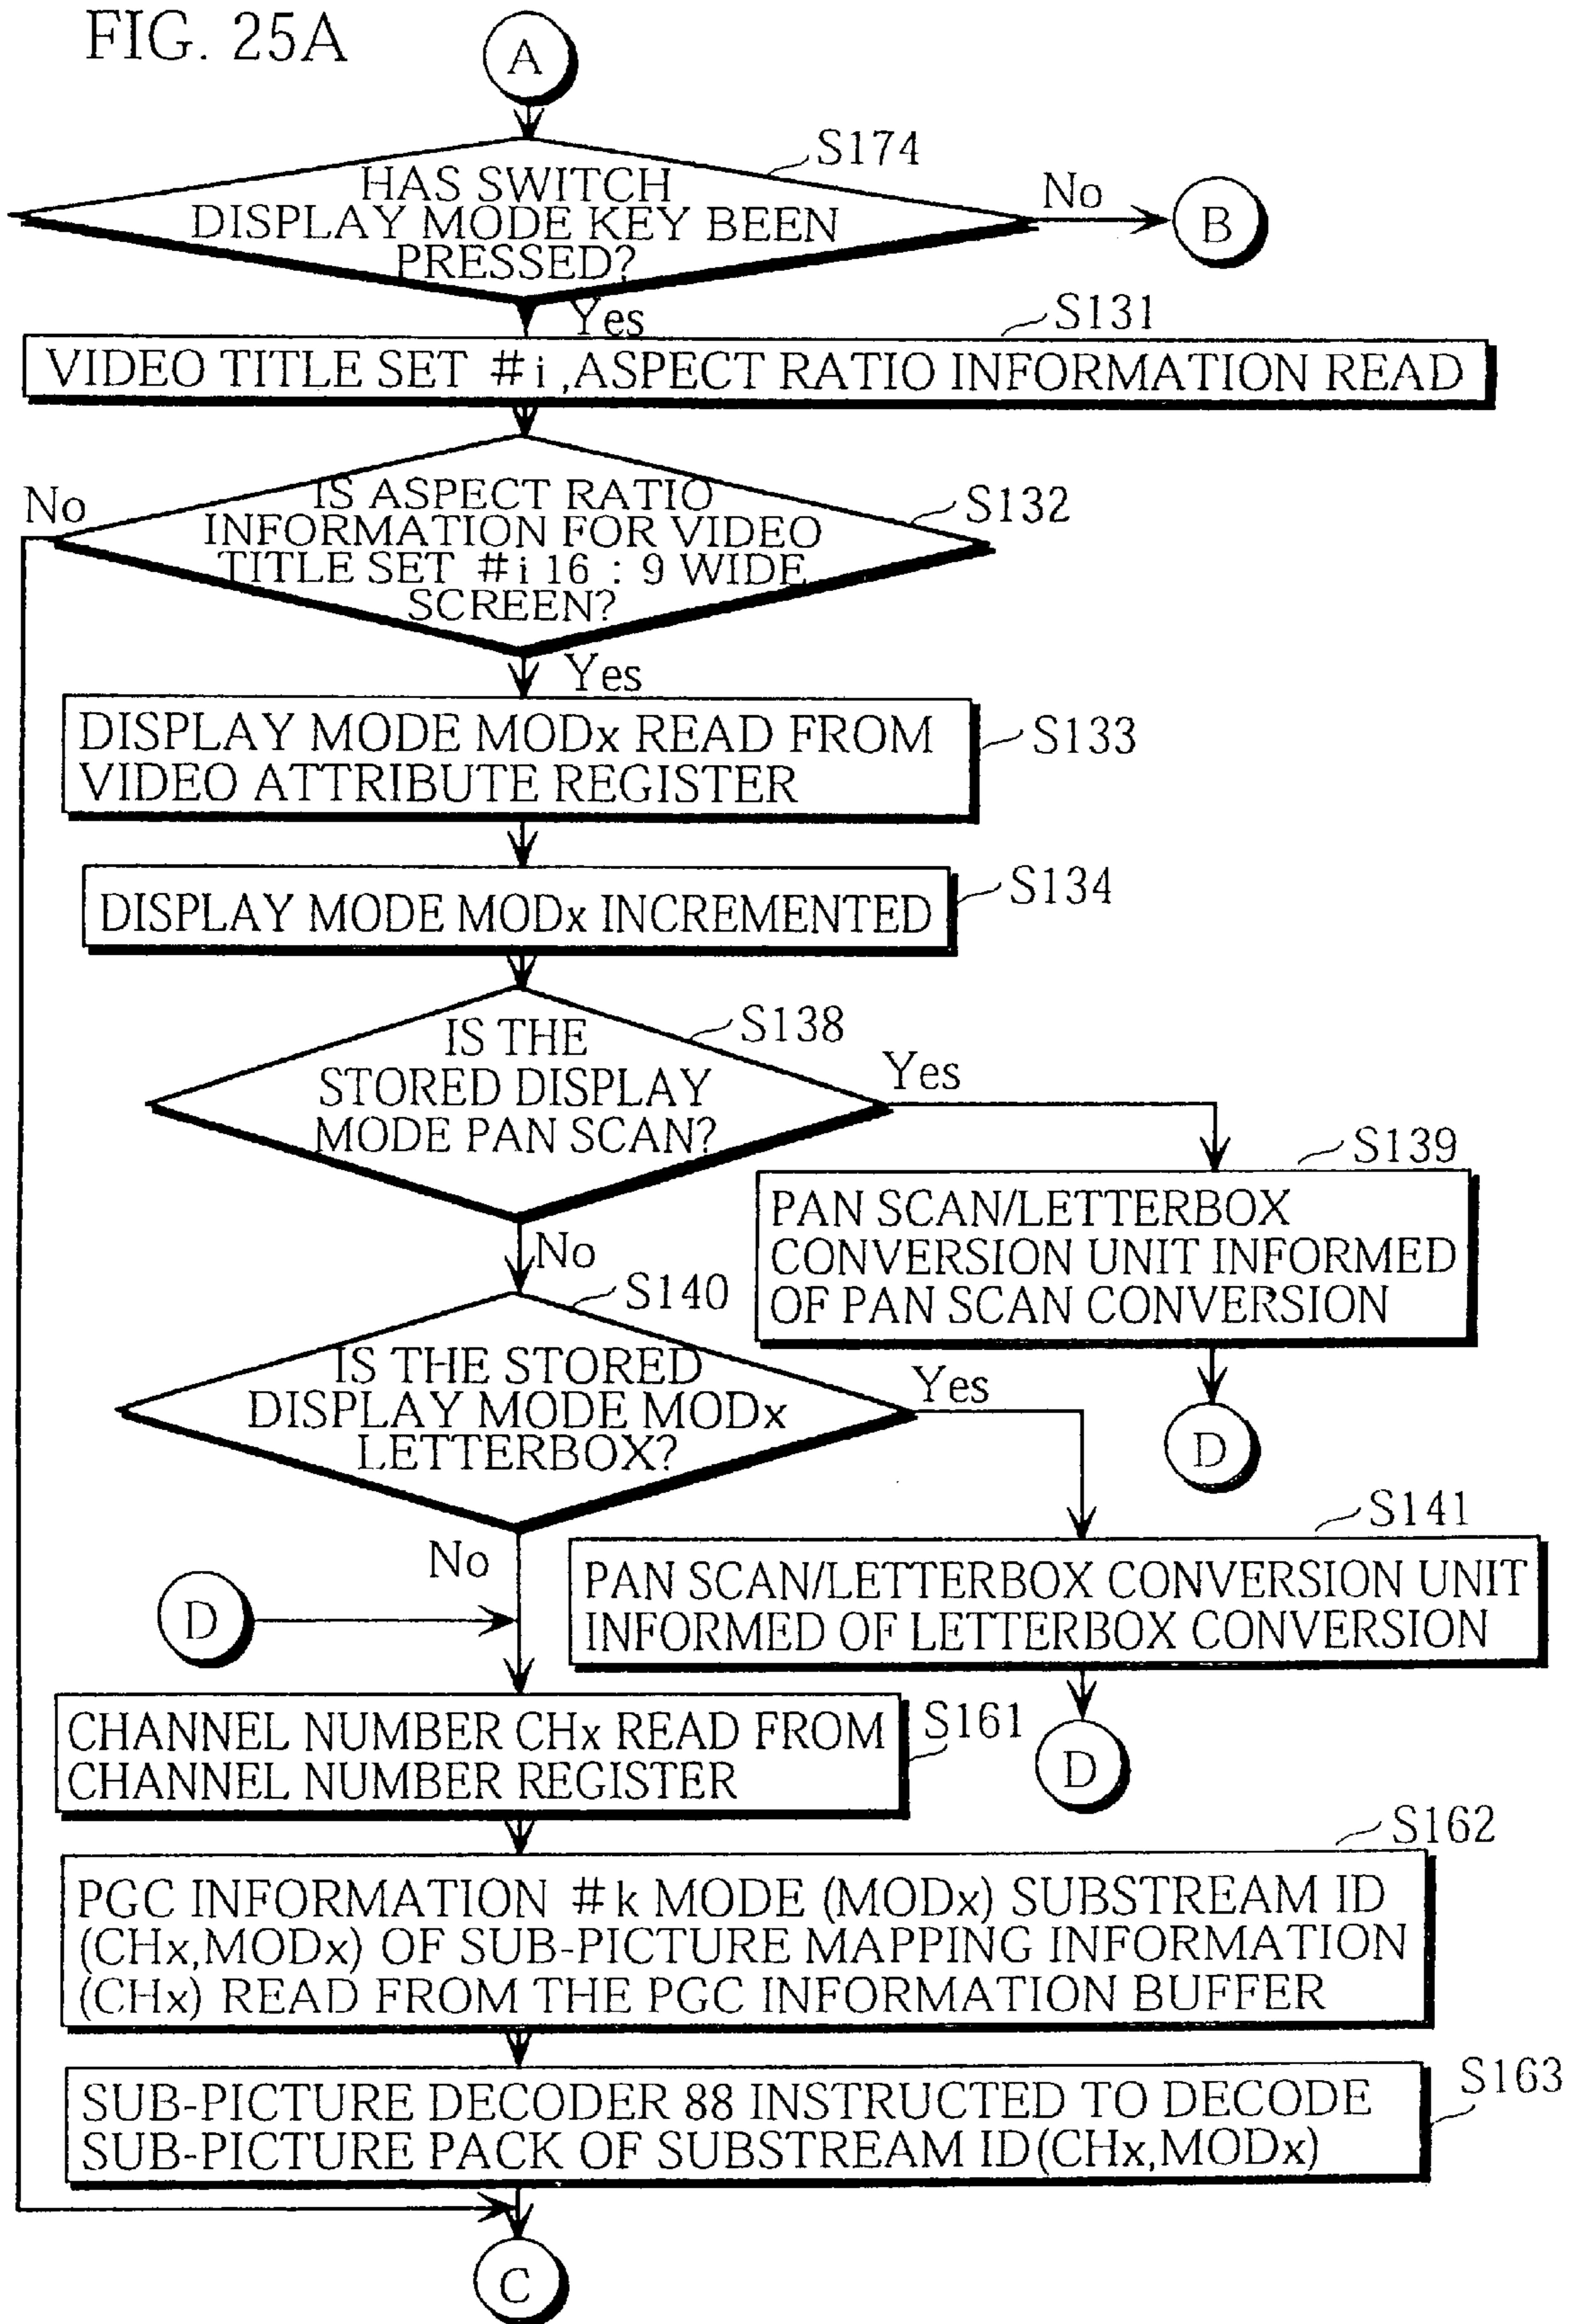 FIG. 25A
A
S174
HAS SWITCH
DISPLAY MODE KEY BEEN
PRESSED?
No
B
Yes
S131
VIDEO TITLE SET #i ,ASPECT RATIO INFORMATION READ
No
S132
IS ASPECT RATIO
INFORMATION FOR VIDEO
TITLE SET #i 16 : 9 WIDE
SCREEN?
Yes
DISPLAY MODE MODx READ FROM
VIDEO ATTRIBUTE REGISTER
S133
DISPLAY MODE MODx INCREMENTED
S134
S138
IS THE
STORED DISPLAY
MODE PAN SCAN?
Yes
S139
PAN SCAN/LETTERBOX
CONVERSION UNIT INFORMED
OF PAN SCAN CONVERSION
D
No
S140
IS THE STORED
DISPLAY MODE MODx
LETTERBOX?
Yes
S141
PAN SCAN/LETTERBOX CONVERSION UNIT
INFORMED OF LETTERBOX CONVERSION
D
No
D
CHANNEL NUMBER CHx READ FROM
CHANNEL NUMBER REGISTER
S161
S162
PGC INFORMATION #k MODE (MODx) SUBSTREAM ID
(CHx,MODx) OF SUB-PICTURE MAPPING INFORMATION
(CHx) READ FROM THE PGC INFORMATION BUFFER
S163
SUB-PICTURE DECODER 88 INSTRUCTED TO DECODE
SUB-PICTURE PACK OF SUBSTREAM ID(CHx,MODx)
C